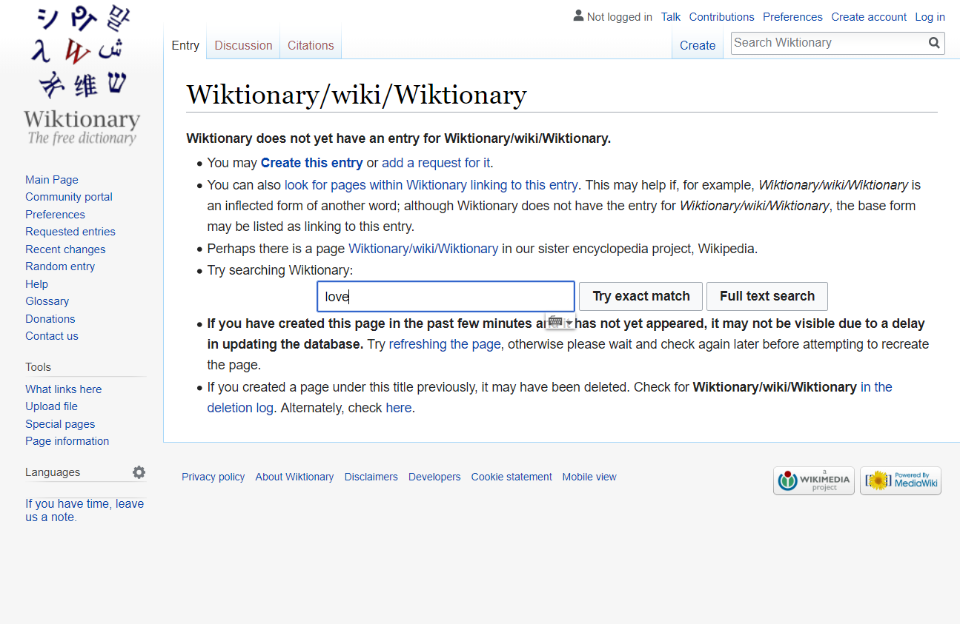 Not logged in Talk Contributions Preferences Create account Log in
Entry Discussion Citations Create Search Wiktionary
シ 말
λ W ش
维 ש
Wiktionary
The free dictionary
Main Page
Community portal
Preferences
Requested entries
Recent changes
Random entry
Help
Glossary
Donations
Contact us
Tools
What links here
Upload file
Special pages
Page information
Languages
If you have time, leave
us a note.
Wiktionary/wiki/Wiktionary
Wiktionary does not yet have an entry for Wiktionary/wiki/Wiktionary.
• You may Create this entry or add a request for it.
• You can also look for pages within Wiktionary linking to this entry. This may help if, for example, Wiktionary/wiki/Wiktionary is
an inflected form of another word; although Wiktionary does not have the entry for Wiktionary/wiki/Wiktionary, the base form
may be listed as linking to this entry.
• Perhaps there is a page Wiktionary/wiki/Wiktionary in our sister encyclopedia project, Wikipedia.
• Try searching Wiktionary:
love Try exact match Full text search
• If you have created this page in the past few minutes has not yet appeared, it may not be visible due to a delay
in updating the database. Try refreshing the page, otherwise please wait and check again later before attempting to recreate
the page.
• If you created a page under this title previously, it may have been deleted. Check for Wiktionary/wiki/Wiktionary in the
deletion log. Alternately, check here.
Privacy policy About Wiktionary Disclaimers Developers Cookie statement Mobile view
a
WIKIMEDIA
project
Powered By
MediaWiki